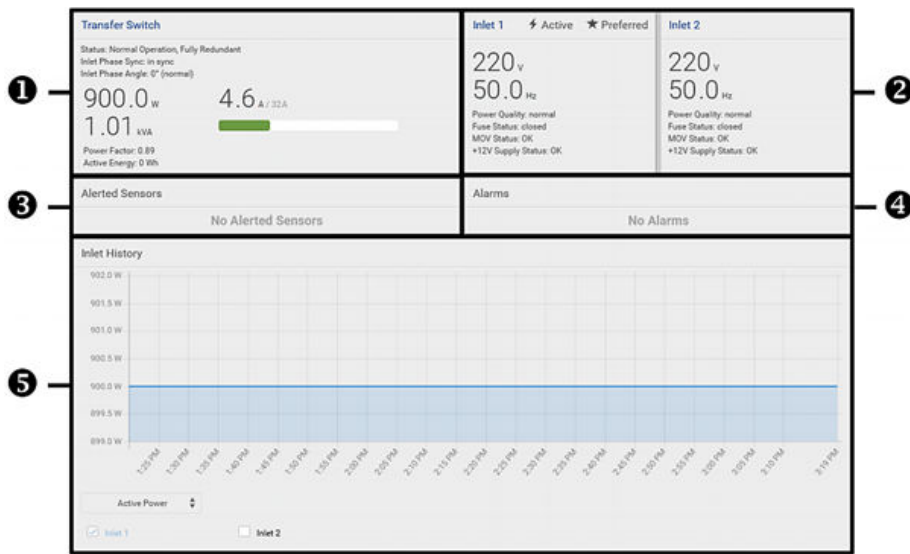 Transfer Switch
Status: Normal Operation, Fully Redundant
Inlet Phase Sync: in sync
Inlet Phase Angle: 0° (normal)
900.0 W
4.6 A / 32A
1.01 kVA
Power Factor: 0.89
Active Energy: 0 Wh
Inlet 1 Active Preferred
220 V
50.0 Hz
Power Quality: normal
Fuse Status: closed
MOV Status: OK
+12V Supply Status: OK
Inlet 2
220 V
50.0 Hz
Power Quality: normal
Fuse Status: closed
MOV Status: OK
+12V Supply Status: OK
1
2
Alerted Sensors
No Alerted Sensors
3
Alarms
No Alarms
4
Inlet History
902.0 W
901.5 W
901.0 W
900.5 W
900.0 W
899.5 W
899.0 W
5
1:25 PM
1:30 PM
1:35 PM
1:40 PM
1:45 PM
1:50 PM
1:55 PM
2:00 PM
2:05 PM
2:10 PM
2:15 PM
2:20 PM
2:25 PM
2:30 PM
2:35 PM
2:40 PM
2:45 PM
2:50 PM
2:55 PM
3:00 PM
3:05 PM
3:10 PM
3:19 PM
Active Power
Inlet 1
Inlet 2